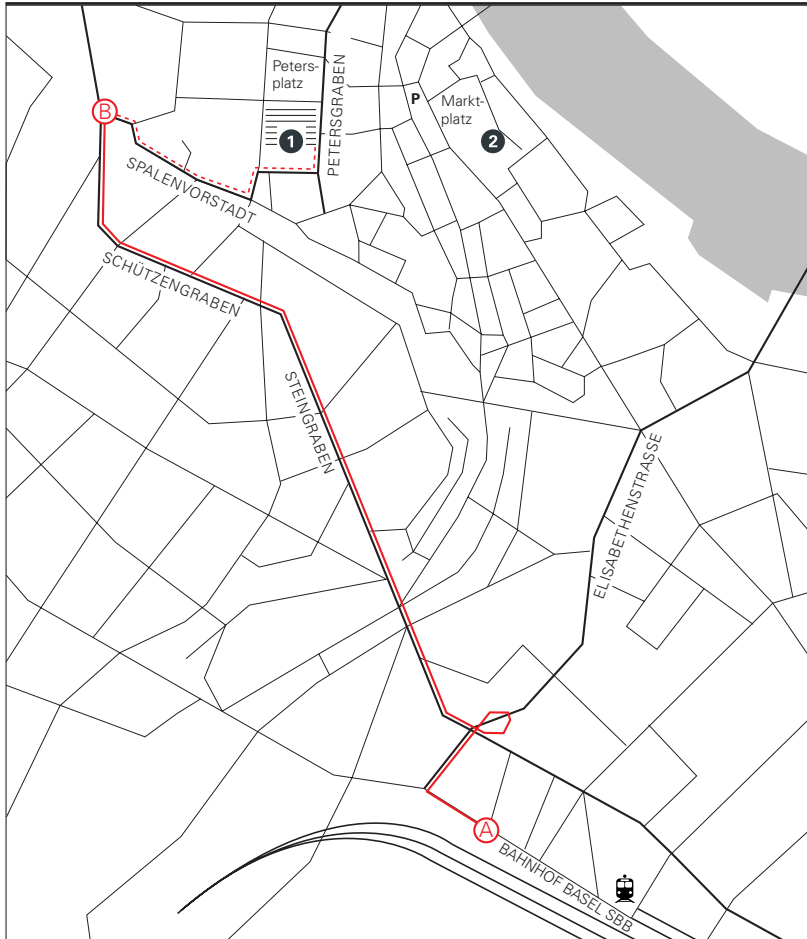 Peters-
platz
PETERSGRABEN
P
Markt-
platz
B
1
2
SPALENVORSTADT
SCHÜTZENGRABEN
STEINGRABEN
ELISABETHENSTRASSE
A
BAHNHOF BASEL SBB